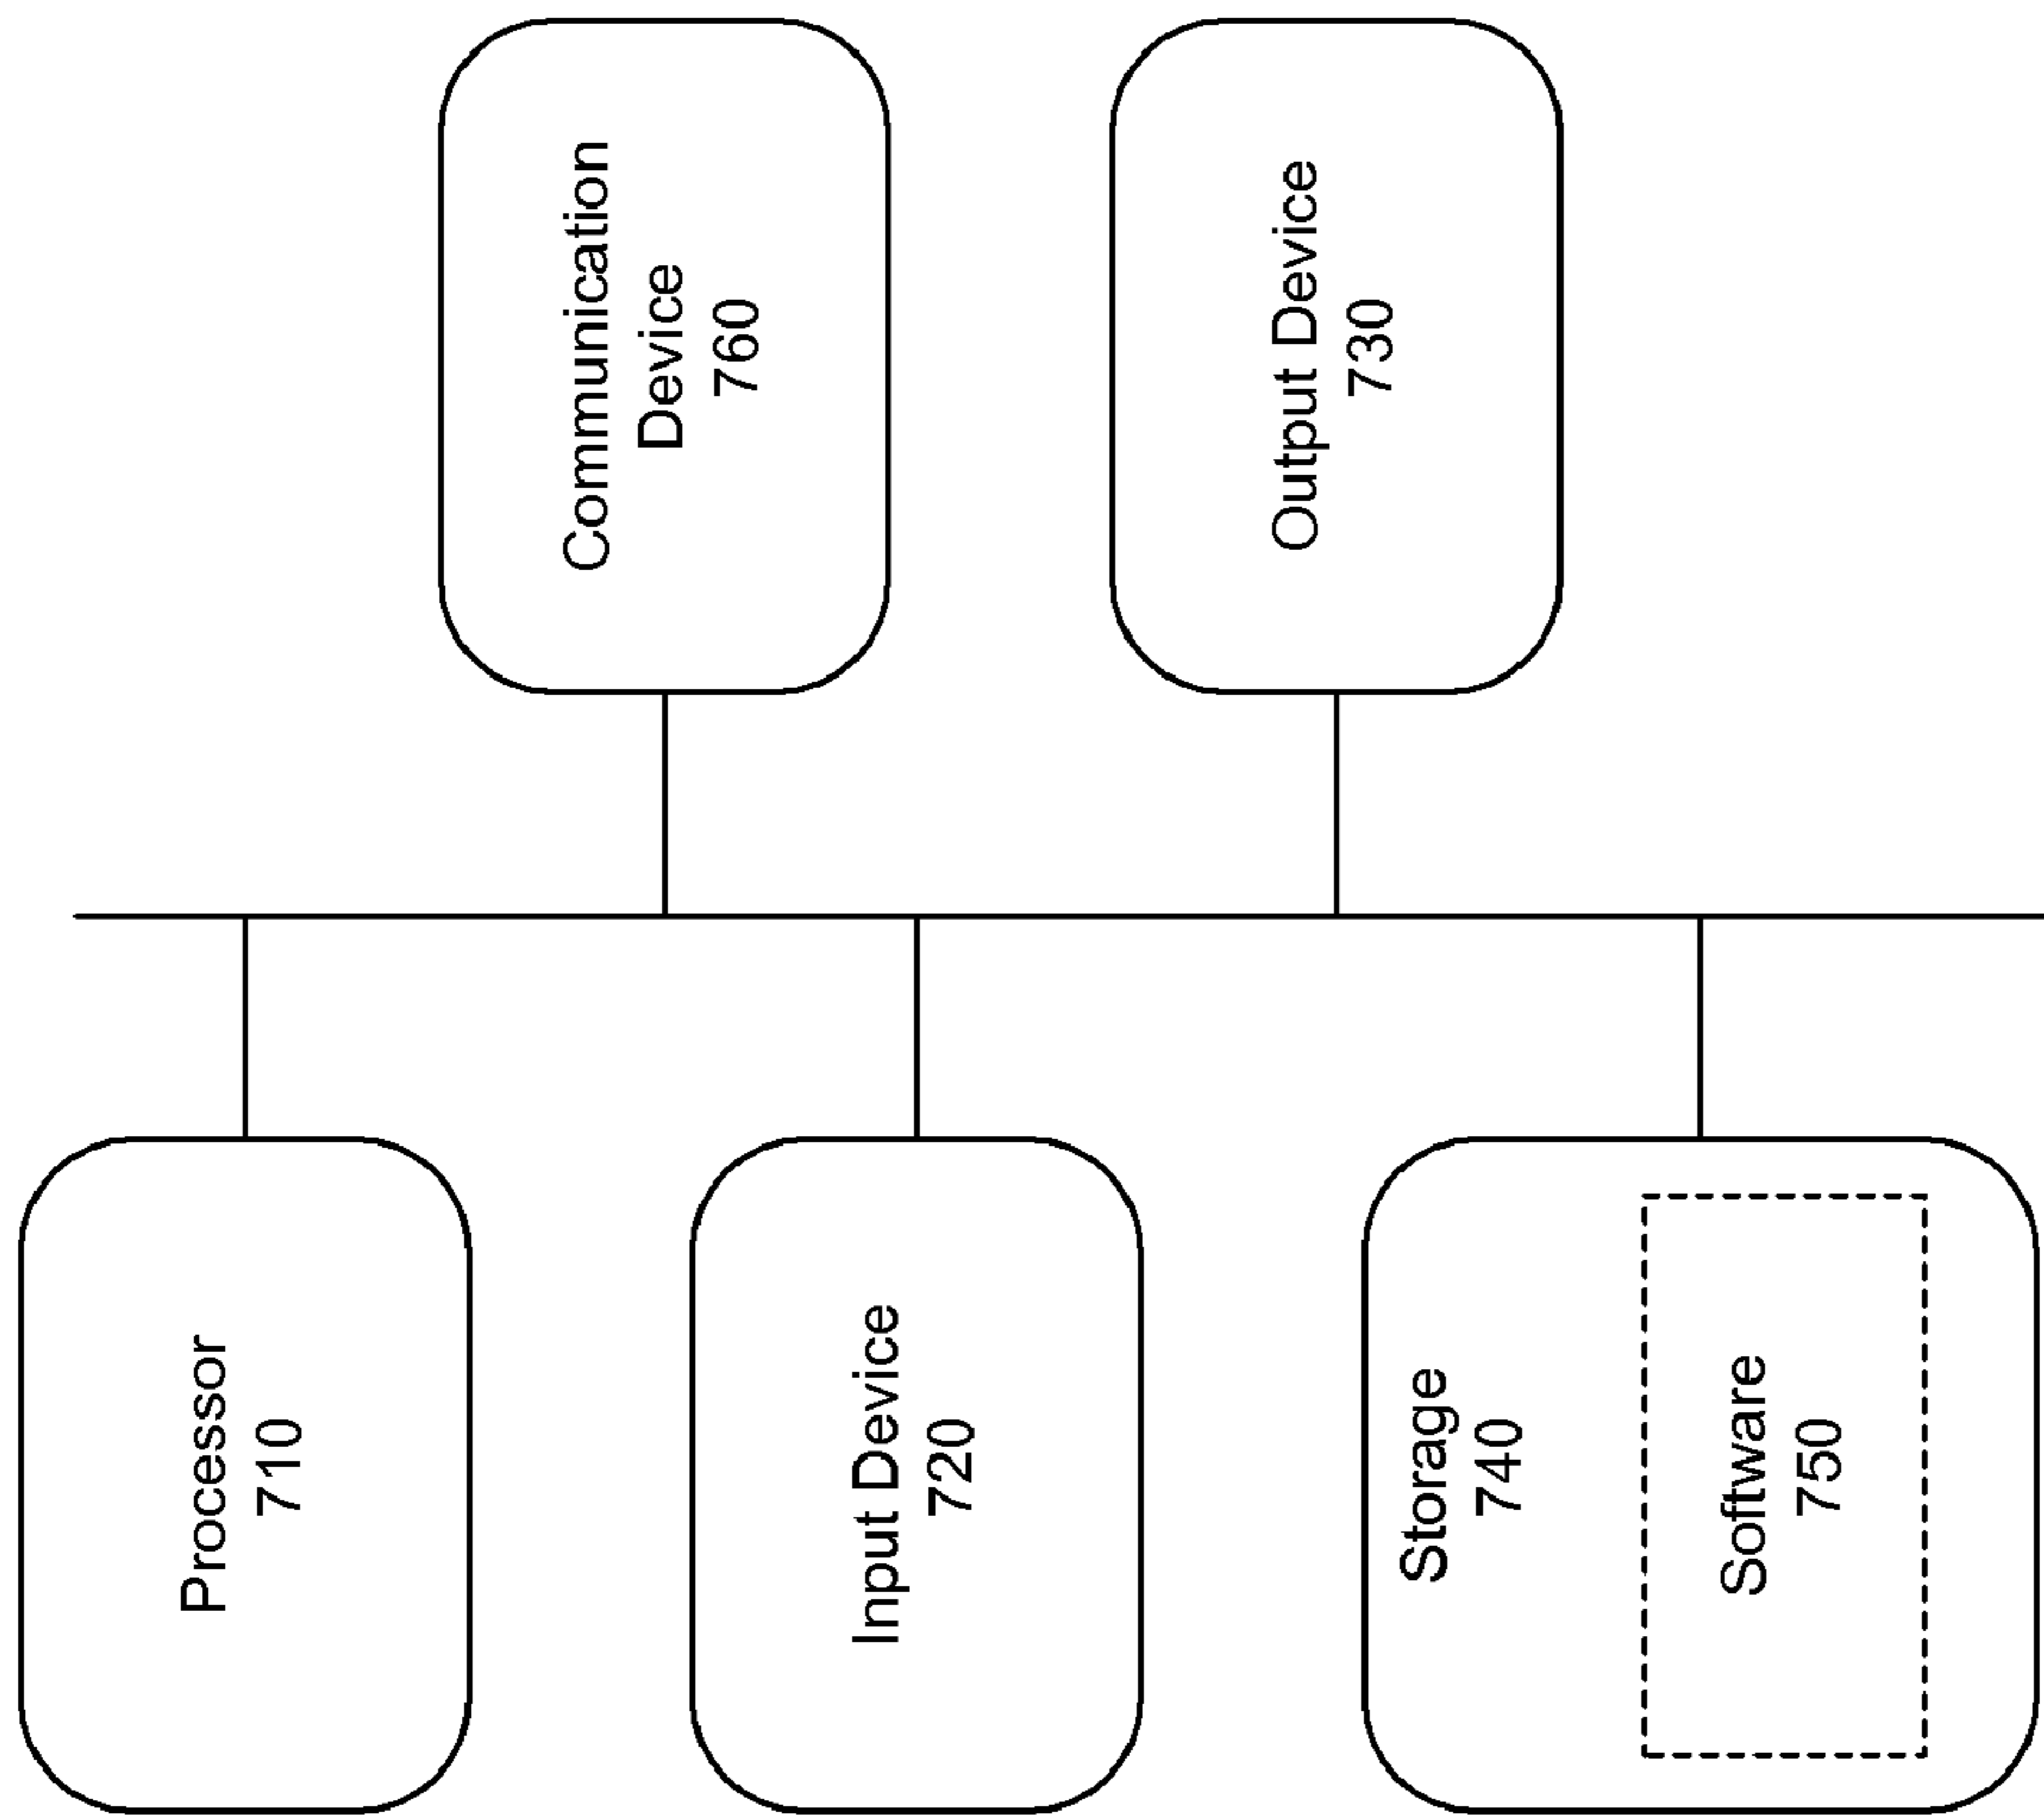 Processor
710
Input Device
720
Storage
740
Software
750
Communication
Device
760
Output Device
730